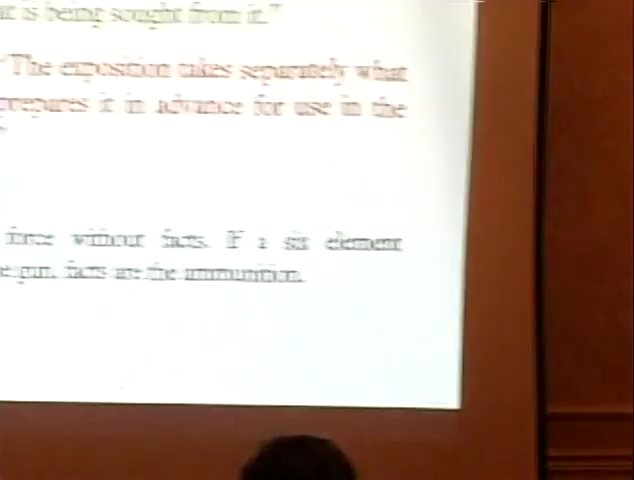 is being sought from it."
"The exposition takes separately what
prepares it in advance for use in the
"
force without facts. If a six element
gun, facts are the ammunition.